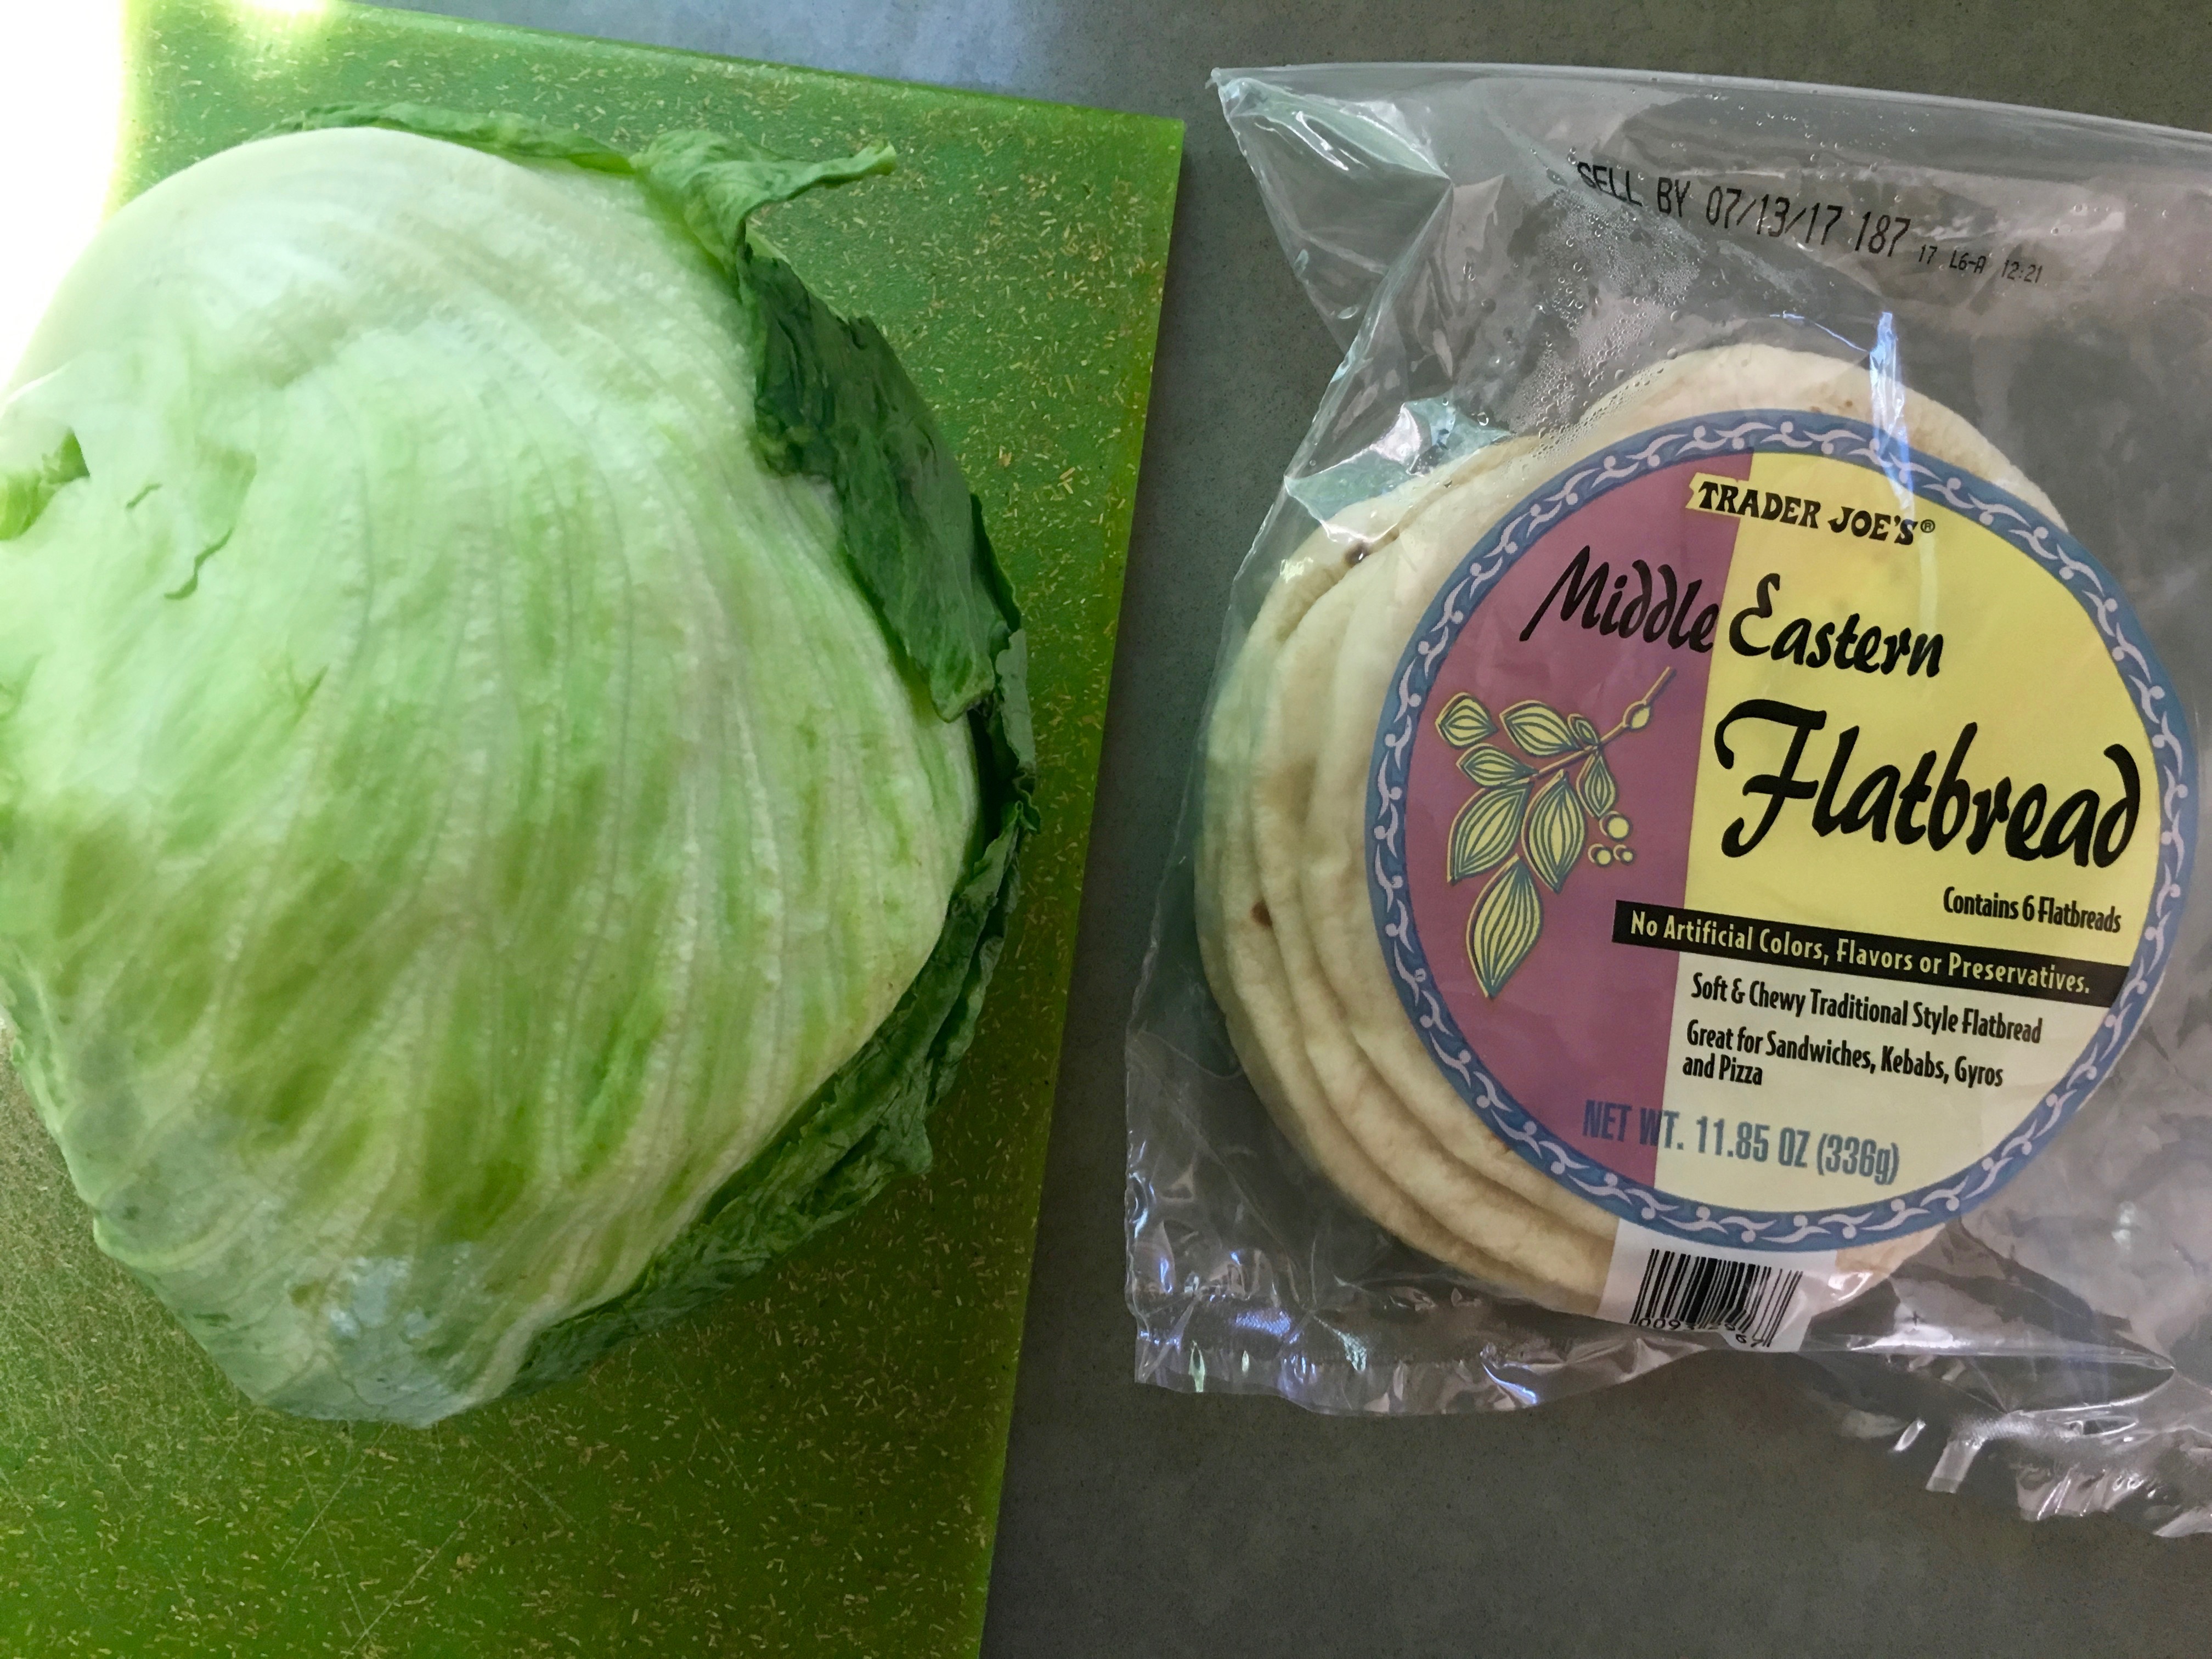 SELL BY 07/13/17 187 17 L6-A 12:21
TRADER JOE'S®
Middle Eastern
Flatbread
Contains 6 Flatbreads
No Artificial Colors, Flavors or Preservatives.
Soft & Chewy Traditional Style Flatbread
Great for Sandwiches, Kebabs, Gyros
and Pizza
NET WT. 11.85 OZ (336g)